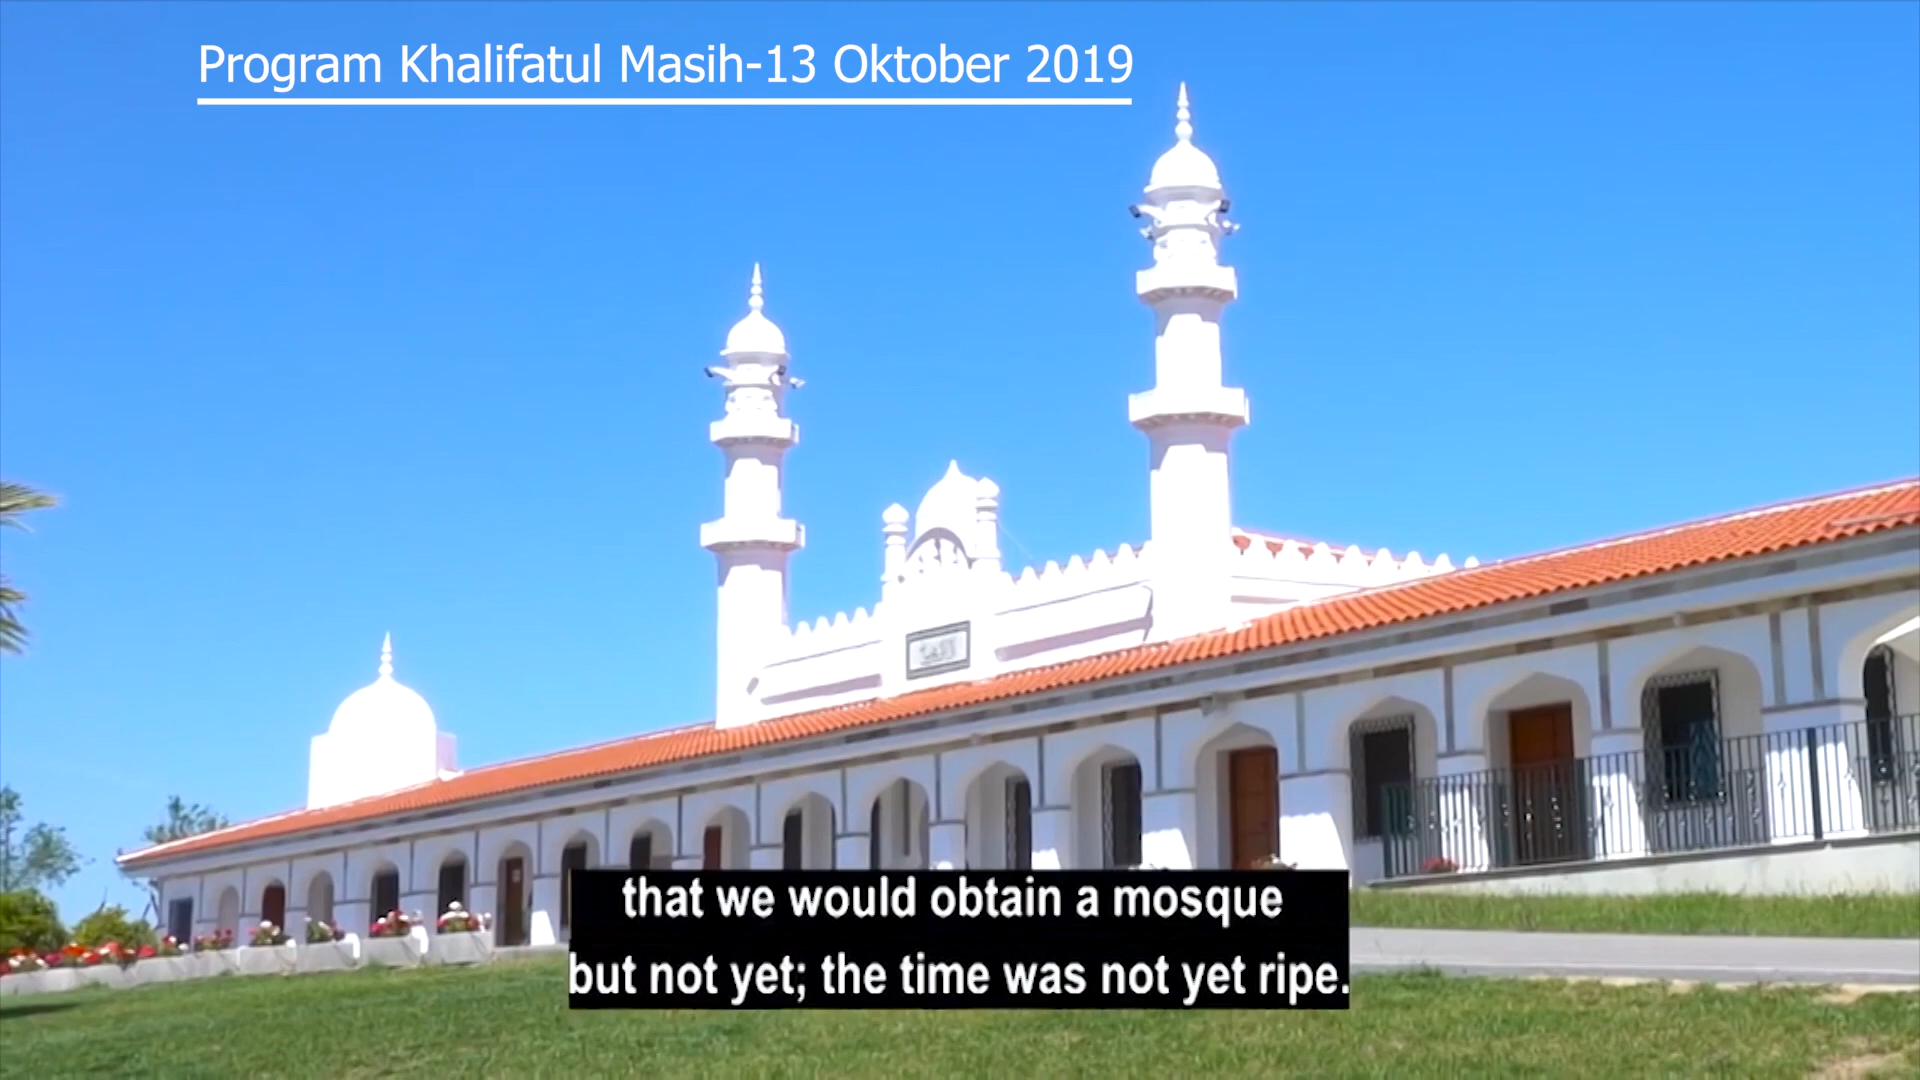 Program Khalifatul Masih-13 Oktober 2019
that we would obtain a mosque
but not yet; the time was not yet ripe.